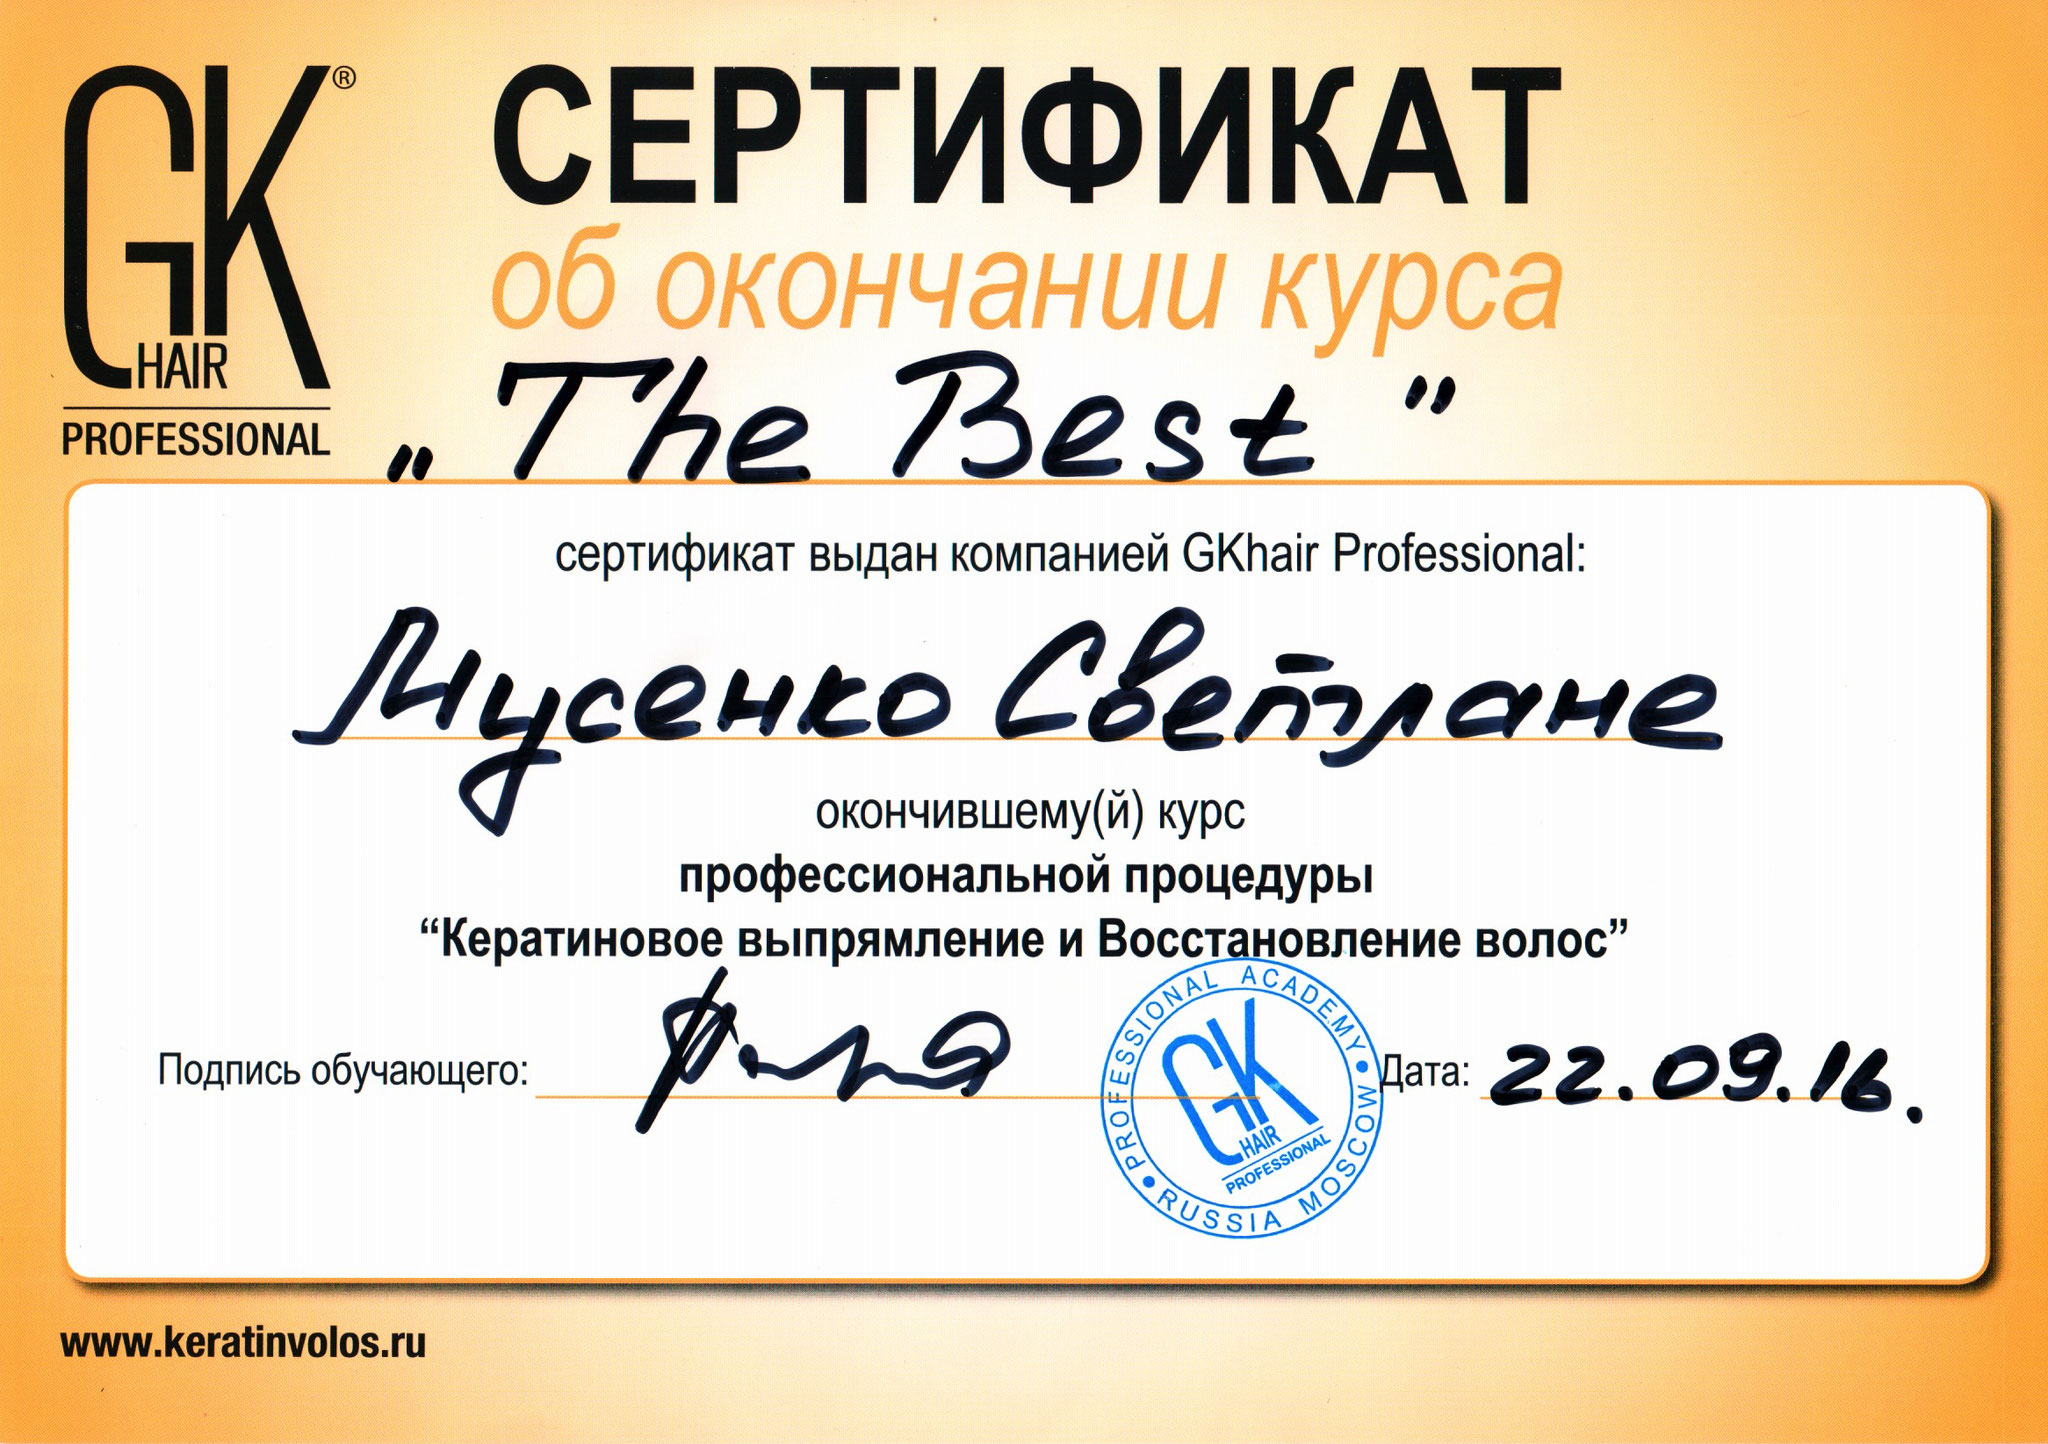 GK®
HAIR
PROFESSIONAL
СЕРТИФИКАТ
об окончании курса
„The Best”
сертификат выдан компанией GKhair Professional:
Мусенко Светлане
окончившему(й) курс
профессиональной процедуры
“Кератиновое выпрямление и Восстановление волос”
Подпись обучающего:
PROFESSIONAL ACADEMY • RUSSIA MOSCOW •
GK
HAIR
PROFESSIONAL
Дата: 22.09.16.
www.keratinvolos.ru